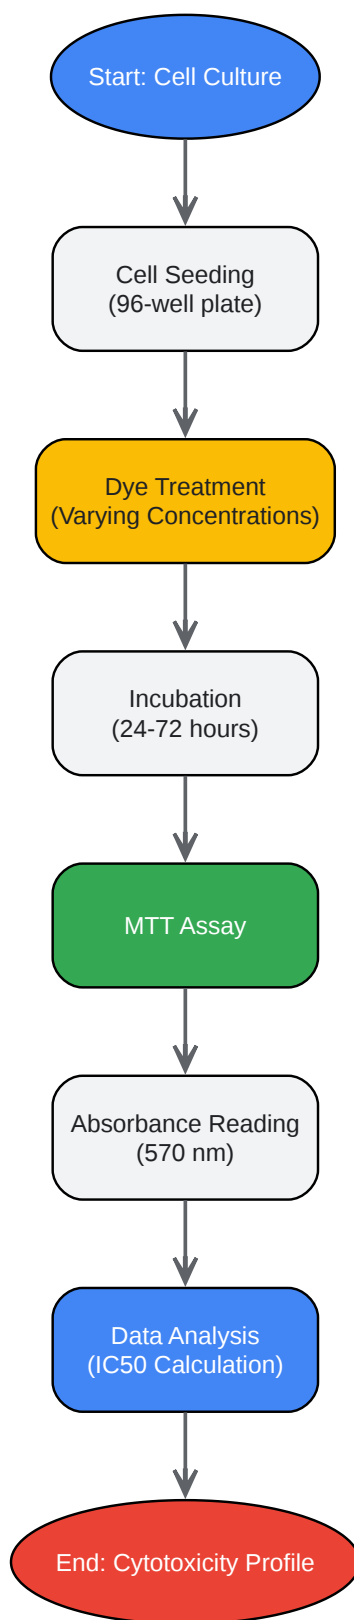 Start: Cell Culture
Cell Seeding
(96-well plate)
Dye Treatment
(Varying Concentrations)
Incubation
(24-72 hours)
MTT Assay
Absorbance Reading
(570 nm)
Data Analysis
(IC50 Calculation)
End: Cytotoxicity Profile